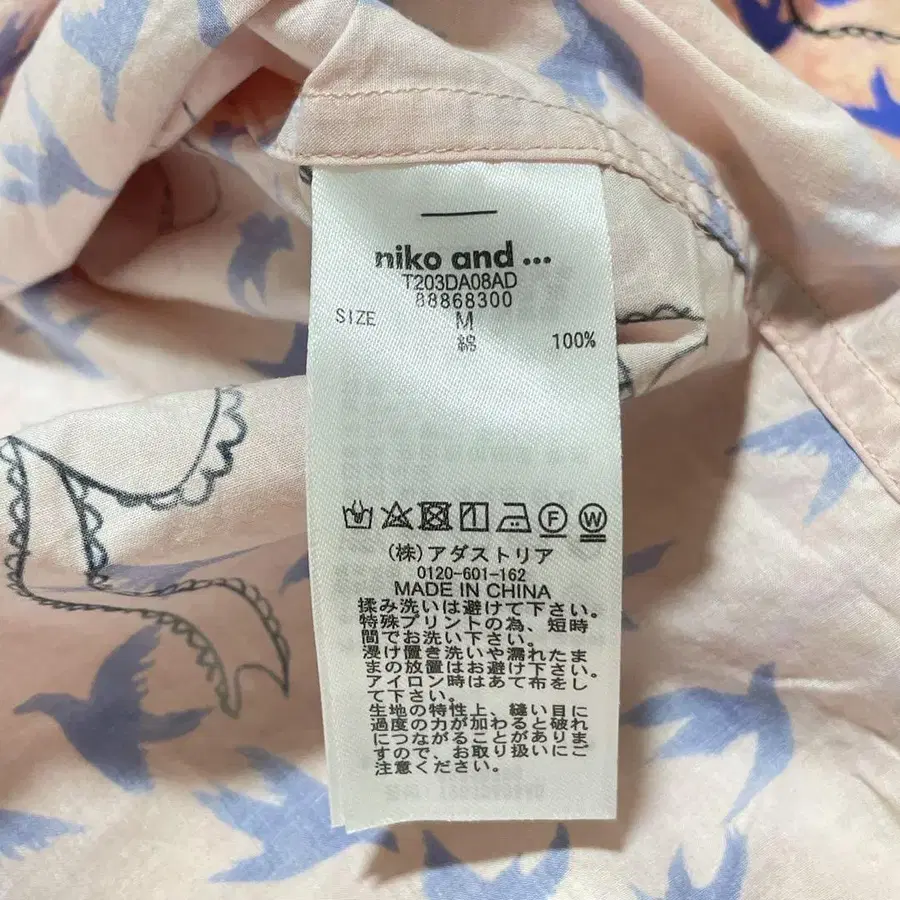 niko and ...
T203DA08AD
88868300
SIZE M
綿 100%
F W
(株)アダストリア
0120-601-162
MADE IN CHINA
揉み洗いは避けて下さい。
特殊プリントの為、短時
間でお洗い下さい。
浸け置き洗いや濡れたま
まの放置はお避け下さい。
アイロン時はあて布をし
て下さい。
生地の特性上、縫い目に
過度の力が加わると破れ
につながることがありま
すので、お取り扱いにご
注意ください。